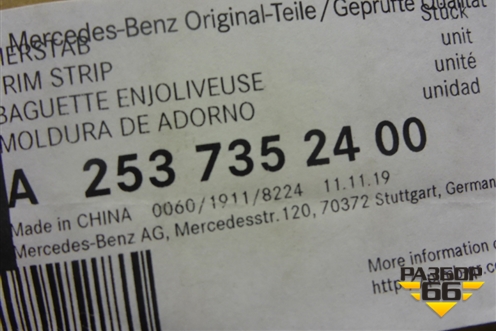 Mercedes-Benz Original-Teile/Geprüfte Qualität
IERSTAB
RIM STRIP
BAGUETTE ENJOLIVEUSE
MOLDURA DE ADORNO
Stück
unit
unité
unidad
A 253 735 24 00
Made in CHINA 0060/1911/8224 11.11.19
Mercedes-Benz AG, Mercedesstr.120, 70372 Stuttgart, German
More information
http
РАЗБОР
66